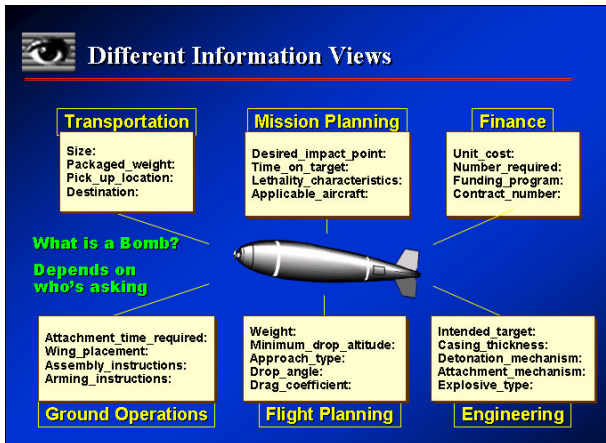 Different Information Views
Transportation
Size:
Packaged_weight:
Pick_up_location:
Destination:
Mission Planning
Desired_impact_point:
Time_on_target:
Lethality_characteristics:
Applicable_aircraft:
Finance
Unit_cost:
Number_required:
Funding_program:
Contract_number:
What is a Bomb?
Depends on
who's asking
Attachment_time_required:
Wing_placement:
Assembly_instructions:
Arming_instructions:
Ground Operations
Weight:
Minimum_drop_altitude:
Approach_type:
Drop_angle:
Drag_coefficient:
Flight Planning
Intended_target:
Casing_thickness:
Detonation_mechanism:
Attachment_mechanism:
Explosive_type:
Engineering